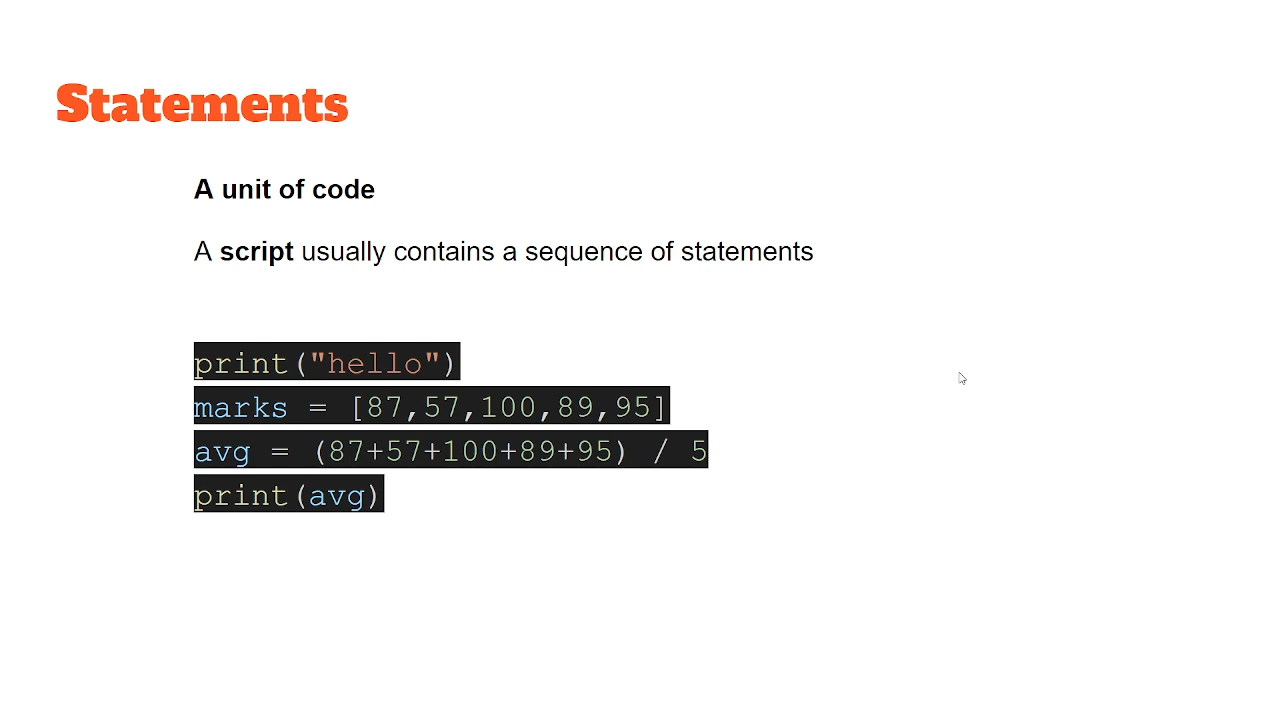 Statements
A unit of code
A script usually contains a sequence of statements
print("hello")
marks = [87,57,100,89,95]
avg = (87+57+100+89+95) / 5
print(avg)